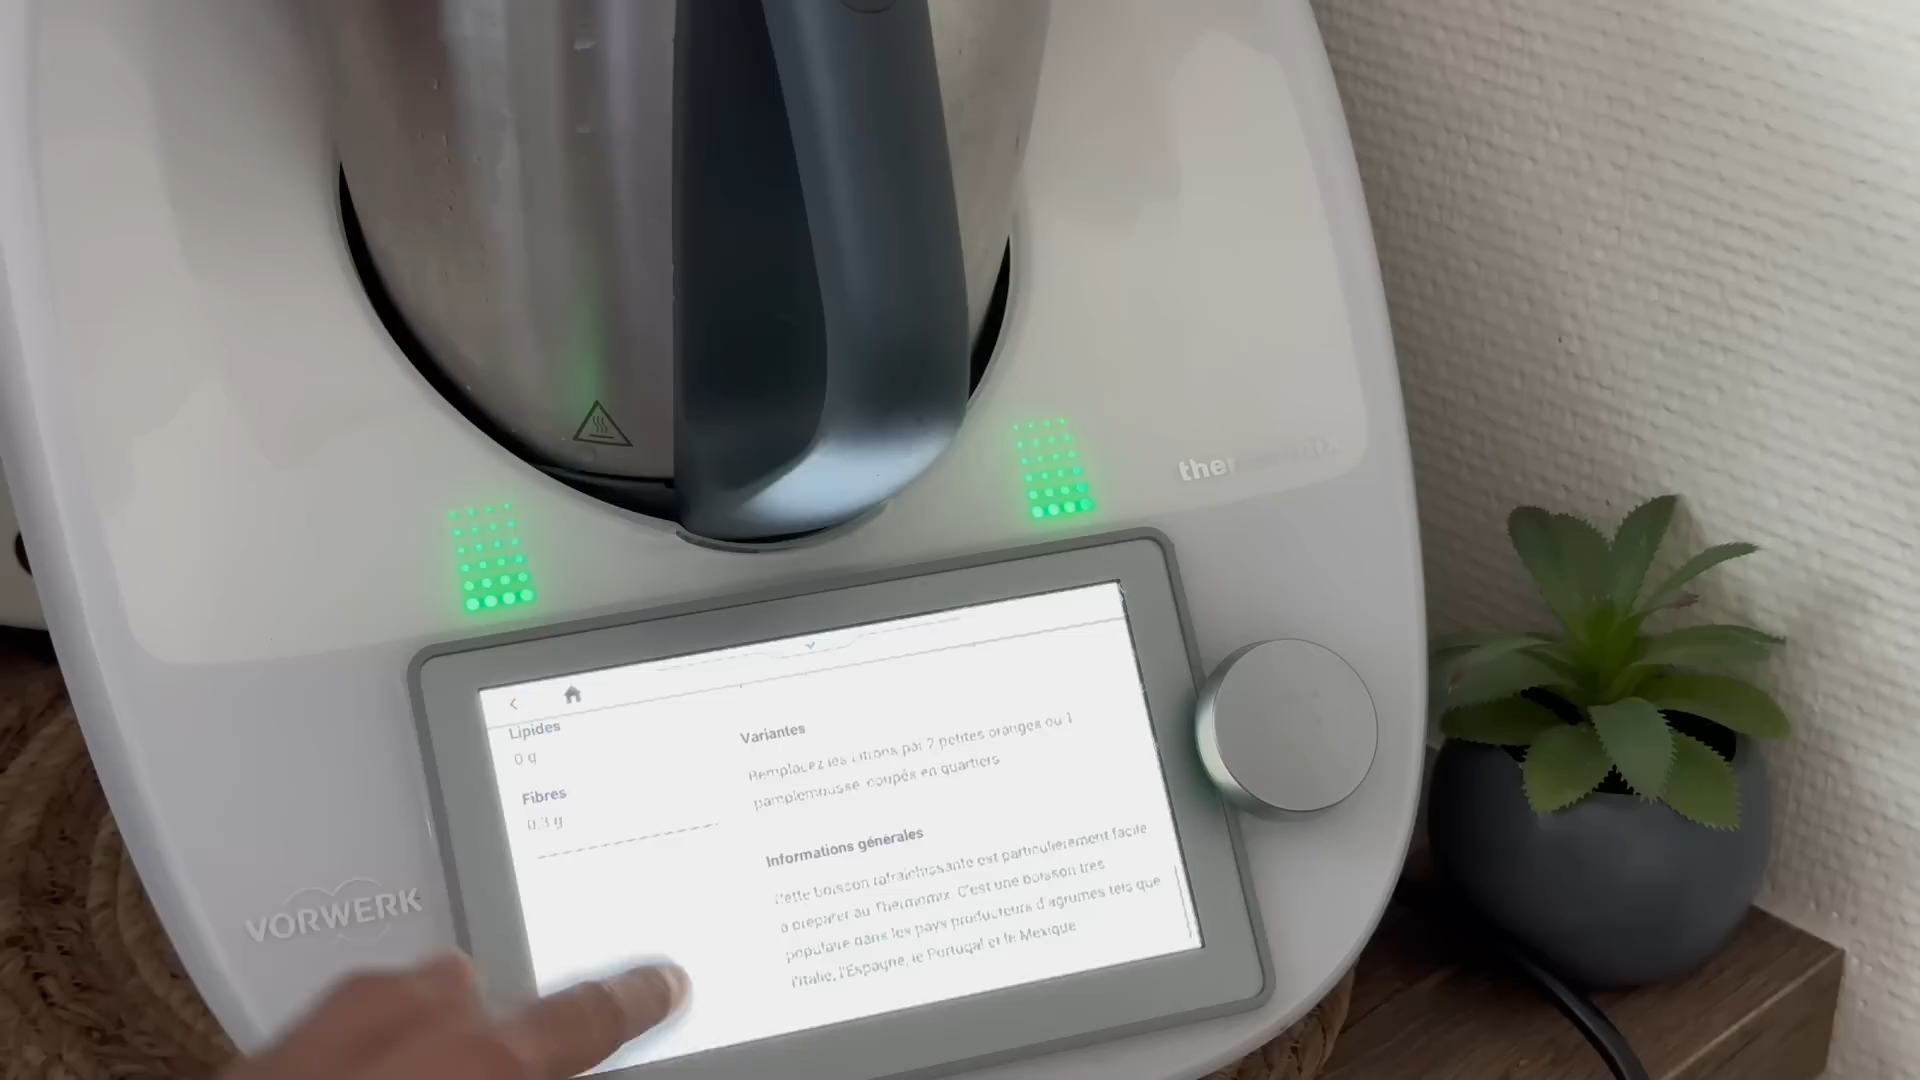 the
VORWERK
Lipides
0 g
Fibres
0.3 g
Variantes
Remplacez les citrons par 2 petites oranges ou 1
pamplemousse, coupés en quartiers
Informations générales
Cette boisson rafraîchissante est particulièrement facile
à préparer au Thermomix. C'est une boisson très
populaire dans les pays producteurs d'agrumes tels que
l'Italie, l'Espagne, le Portugal et le Mexique